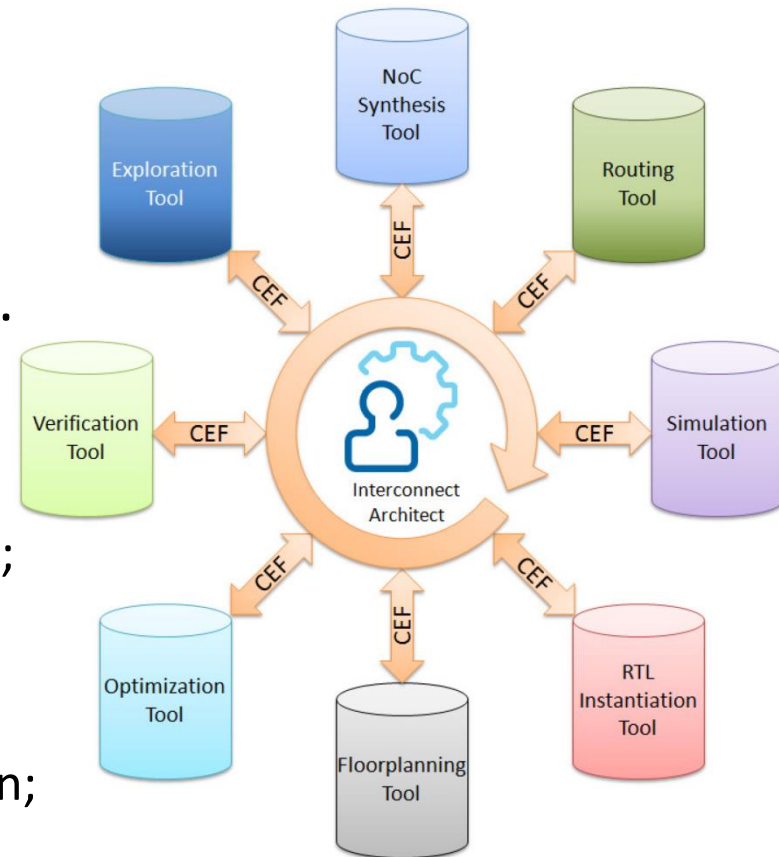 NoC
Synthesis
Tool
Exploration
Tool
Routing
Tool
CEF
CEF
CEF
.
Verification
Tool
CEF
Interconnect
Architect
CEF
Simulation
Tool
;
CEF
CEF
CEF
Optimization
Tool
RTL
Instantiation
Tool
Floorplanning
Tool
n;